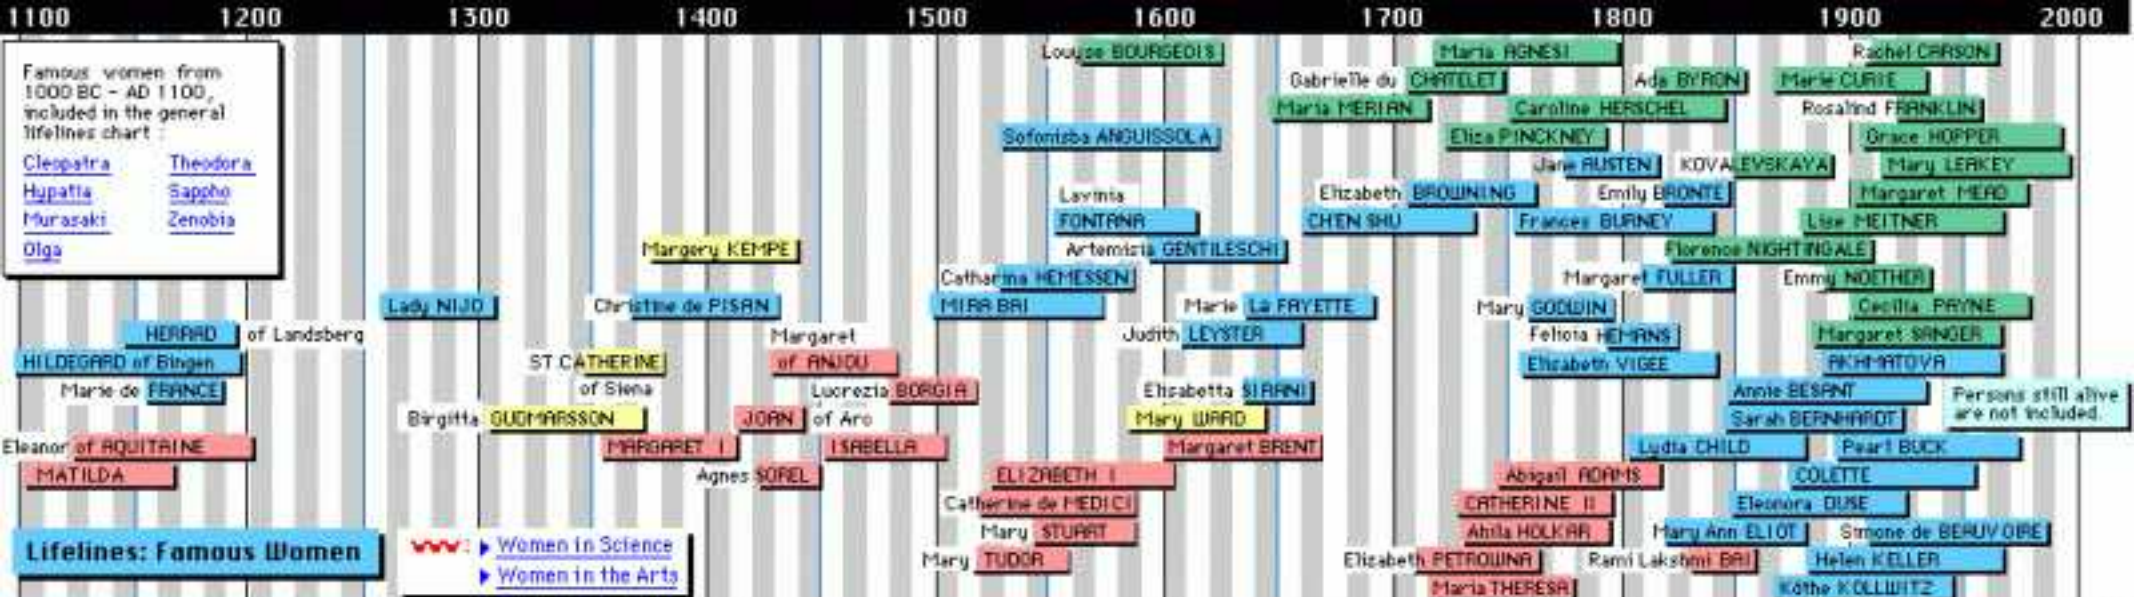 1100 1200 1300 1400 1500 1600 1700 1800 1900 2000
Famous women from
1000 BC - AD 1100,
included in the general
lifelines chart :
Cleopatra Theodora
Hypatia Sappho
Murasaki Zenobia
Olga
Louyse BOURGEOIS Maria AGNESI Rachel CARSON
Gabrielle du CHATELET Ada BYRON Marie CURIE
Maria MERIAN Caroline HERSCHEL Rosalind FRANKLIN
Sofonisba ANGUISSOLA Eliza PINCKNEY Grace HOPPER
Jane AUSTEN KOVALEVSKAYA Mary LEAKEY
Lavinia Elizabeth BROWNING Emily BRONTE Margaret MEAD
FONTANA CH'EN SHU Frances BURNEY Lise MEITNER
Margery KEMPE Artemisia GENTILESCHI Florence NIGHTINGALE
Catharina HEMESSEN Margaret FULLER Emmy NOETHER
Lady NIJO Christine de PISAN MIRA BAI Marie La FAYETTE Mary GODWIN Cecilia PAYNE
HERRAD of Landsberg Margaret Judith LEYSTER Felicia HEMANS Margaret SANGER
HILDEGARD of Bingen ST CATHERINE of ANJOU Elisabeth VIGEE AKHMATOVA
Marie de FRANCE of Siena Lucrezia BORGIA Elisabetta SIRANI Annie BESANT Persons still alive
are not included.
Birgitta GUDMARSSON JOAN of Arc Mary WARD Sarah BERNHARDT
Eleanor of AQUITAINE MARGARET I ISABELLA Margaret BRENT Lydia CHILD Pearl BUCK
MATILDA Agnes SOREL ELIZABETH I Abigail ADAMS COLETTE
Catherine de MEDICI CATHERINE II Eleonora DUSE
Mary STUART Ahila HOLKAR Mary Ann ELIOT Simone de BEAUVOIRE
Lifelines: Famous Women
Women in Science
Women in the Arts
Mary TUDOR Elizabeth PETROWNA Rami Lakshmi BAI Helen KELLER
Maria THERESA Käthe KOLLWITZ